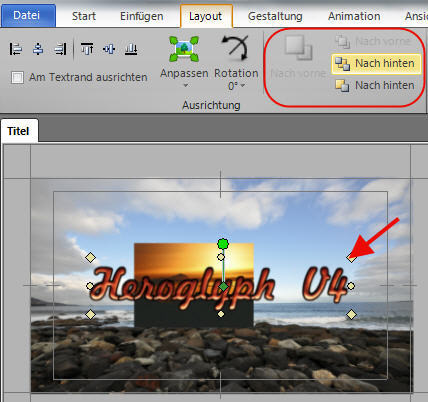 Datei Start Einfügen Layout Gestaltung Animation Ansi
Nach vorne
Nach hinten
Am Textrand ausrichten Anpassen Rotation Nach vorne Nach hinten
0°
Ausrichtung
Titel
Heroglyph V4